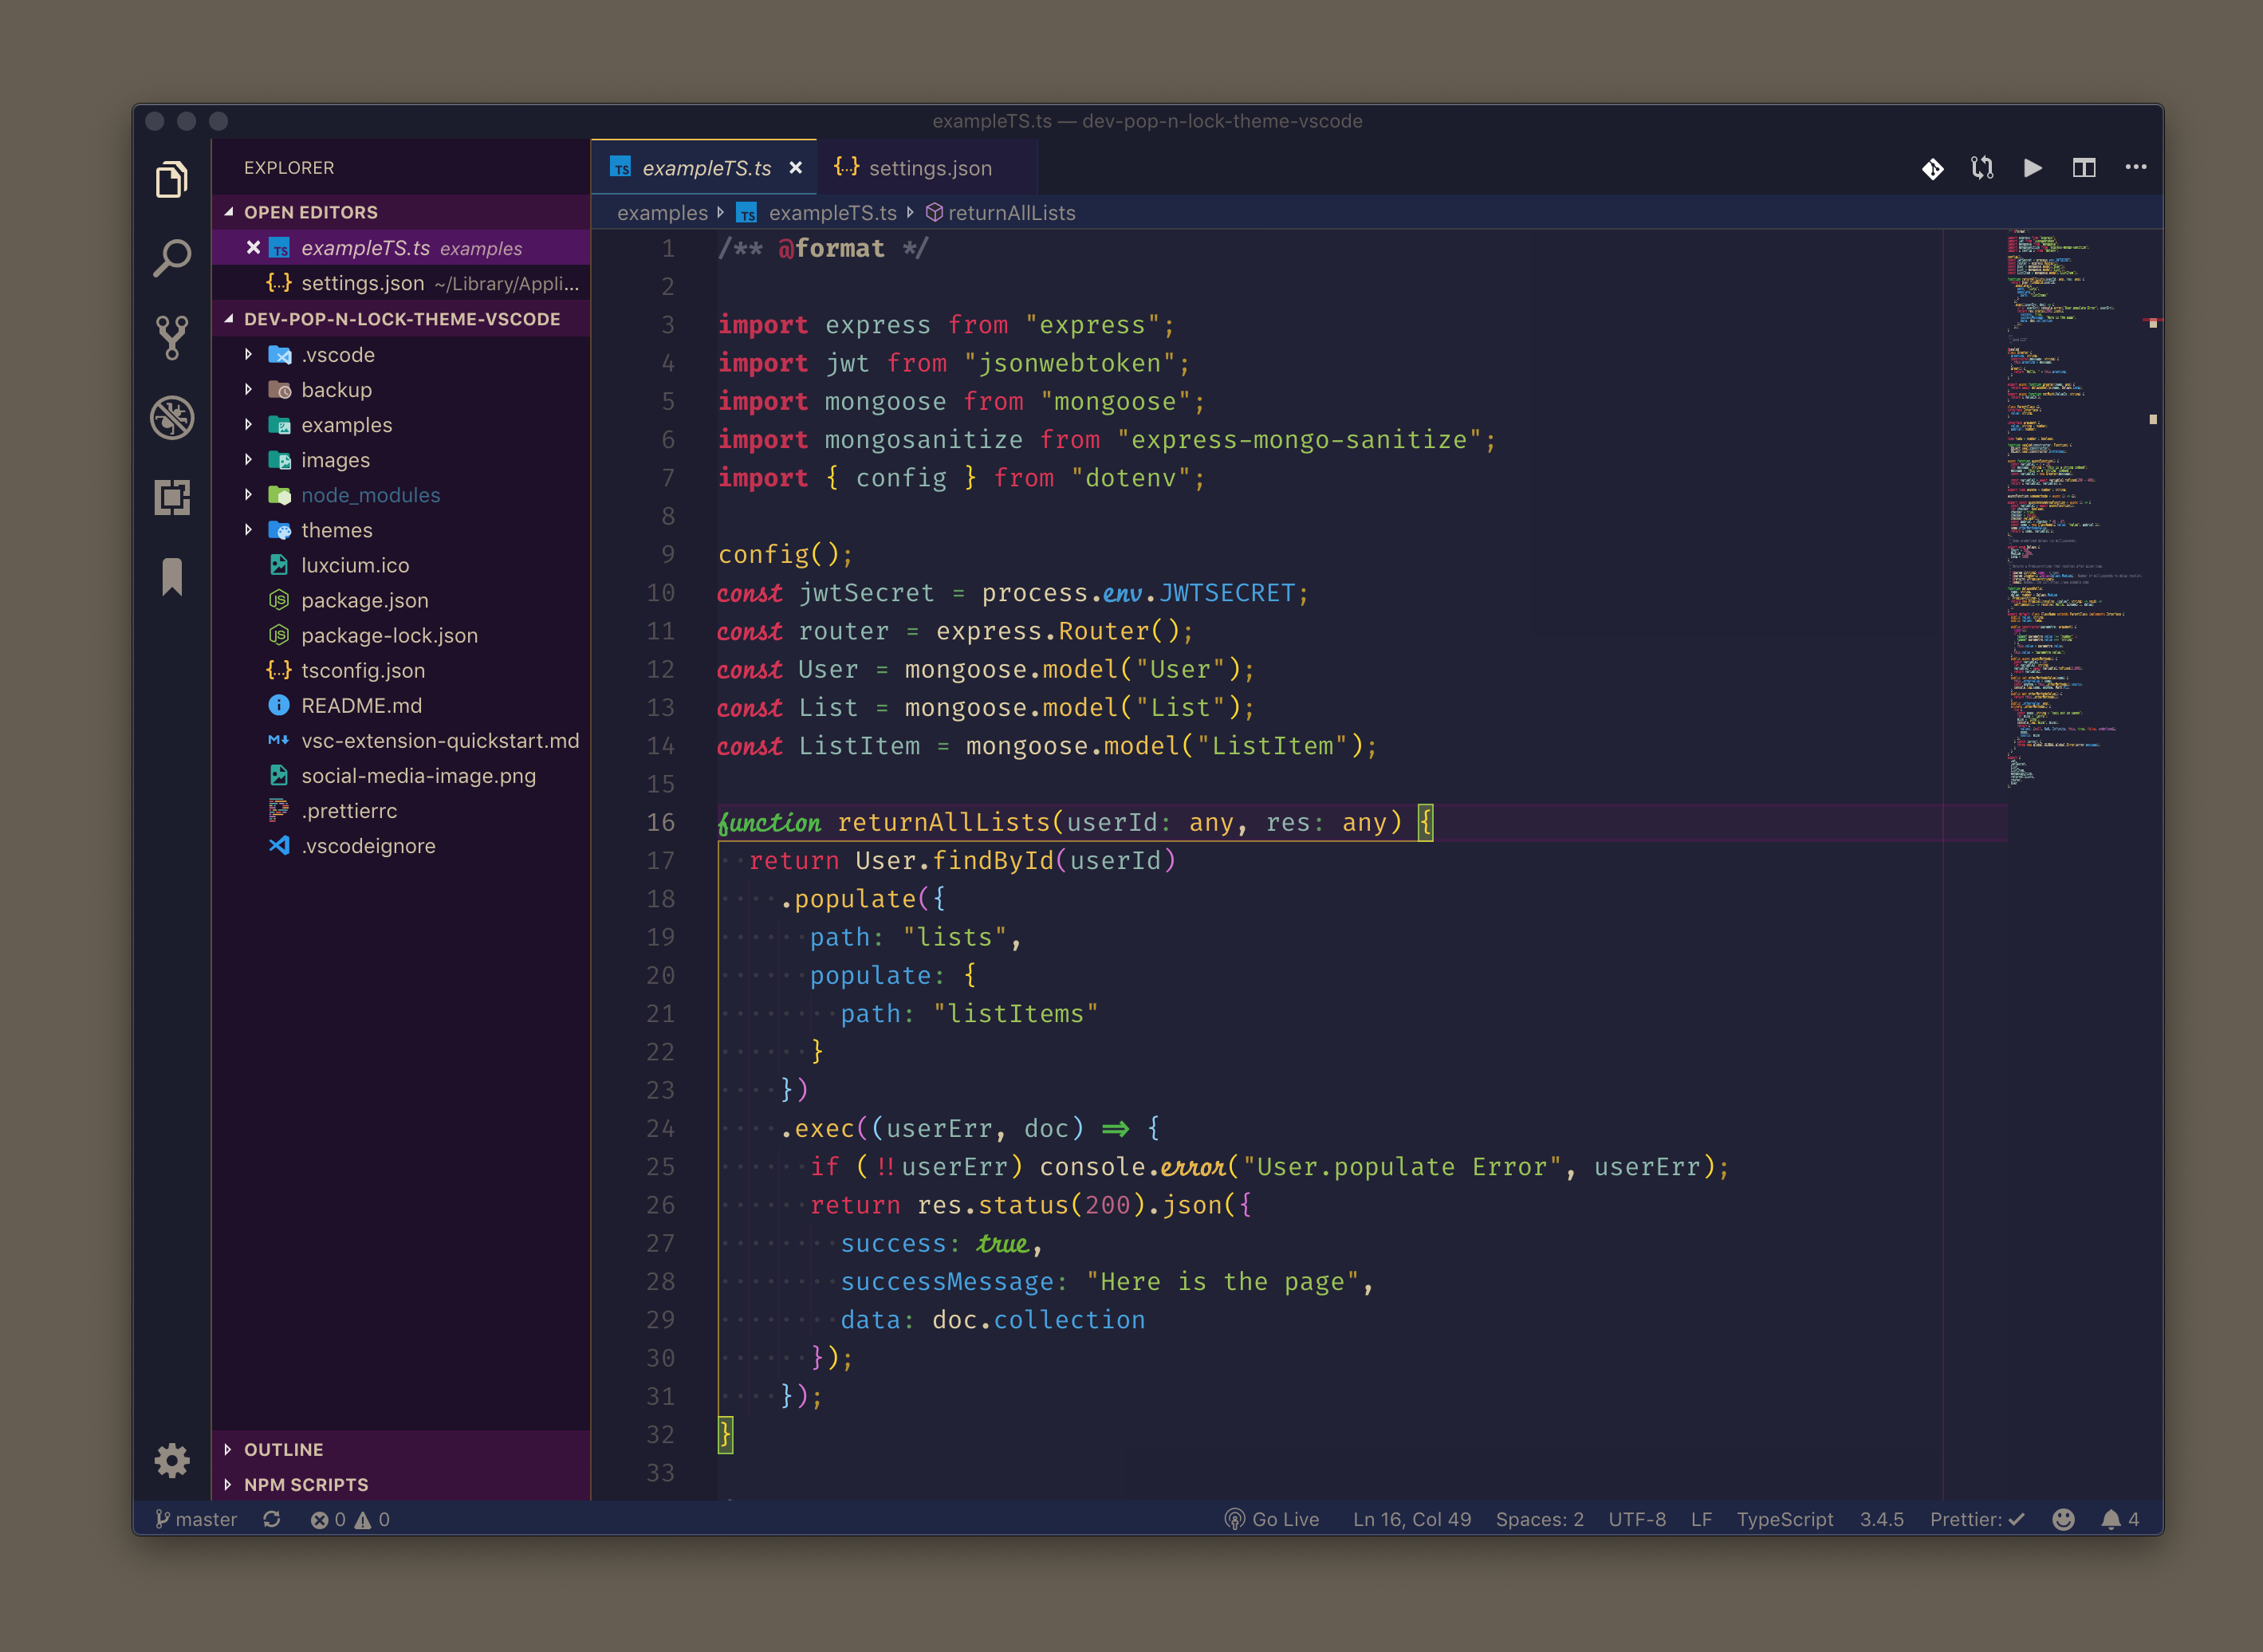 exampleTS.ts — dev-pop-n-lock-theme-vscode
EXPLORER
OPEN EDITORS
exampleTS.ts examples
settings.json ~/Library/Appli...
DEV-POP-N-LOCK-THEME-VSCODE
.vscode
backup
examples
images
node_modules
themes
luxcium.ico
package.json
package-lock.json
{..} tsconfig.json
README.md
vsc-extension-quickstart.md
social-media-image.png
.prettierrc
.vscodeignore
OUTLINE
NPM SCRIPTS
TS exampleTS.ts × {..} settings.json
examples TS exampleTS.ts returnAllLists
1 /** @format */
2
3 import express from "express";
4 import jwt from "jsonwebtoken";
5 import mongoose from "mongoose";
6 import mongosanitize from "express-mongo-sanitize";
7 import { config } from "dotenv";
8
9 config();
10 const jwtSecret = process.env.JWTSECRET;
11 const router = express.Router();
12 const User = mongoose.model("User");
13 const List = mongoose.model("List");
14 const ListItem = mongoose.model("ListItem");
15
16 function returnAllLists(userId: any, res: any) {
17 return User.findById(userId)
18 .populate({
19 path: "lists",
20 populate: {
21 path: "listItems"
22 }
23 })
24 .exec((userErr, doc) => {
25 if (!!userErr) console.error("User.populate Error", userErr);
26 return res.status(200).json({
27 success: true,
28 successMessage: "Here is the page",
29 data: doc.collection
30 });
31 });
32 }
33
master 0 0 Go Live Ln 16, Col 49 Spaces: 2 UTF-8 LF TypeScript 3.4.5 Prettier: ✓ 4